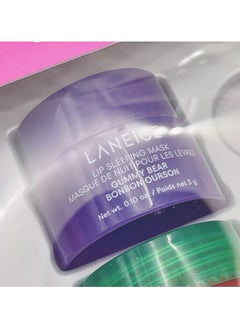 LANEIGE
LIP SLEEPING MASK
MASQUE DE NUIT POUR LES LÈVRES
GUMMY BEAR
BONBON OURSON
Net wt. 0.10 oz. / Poids net 3 g